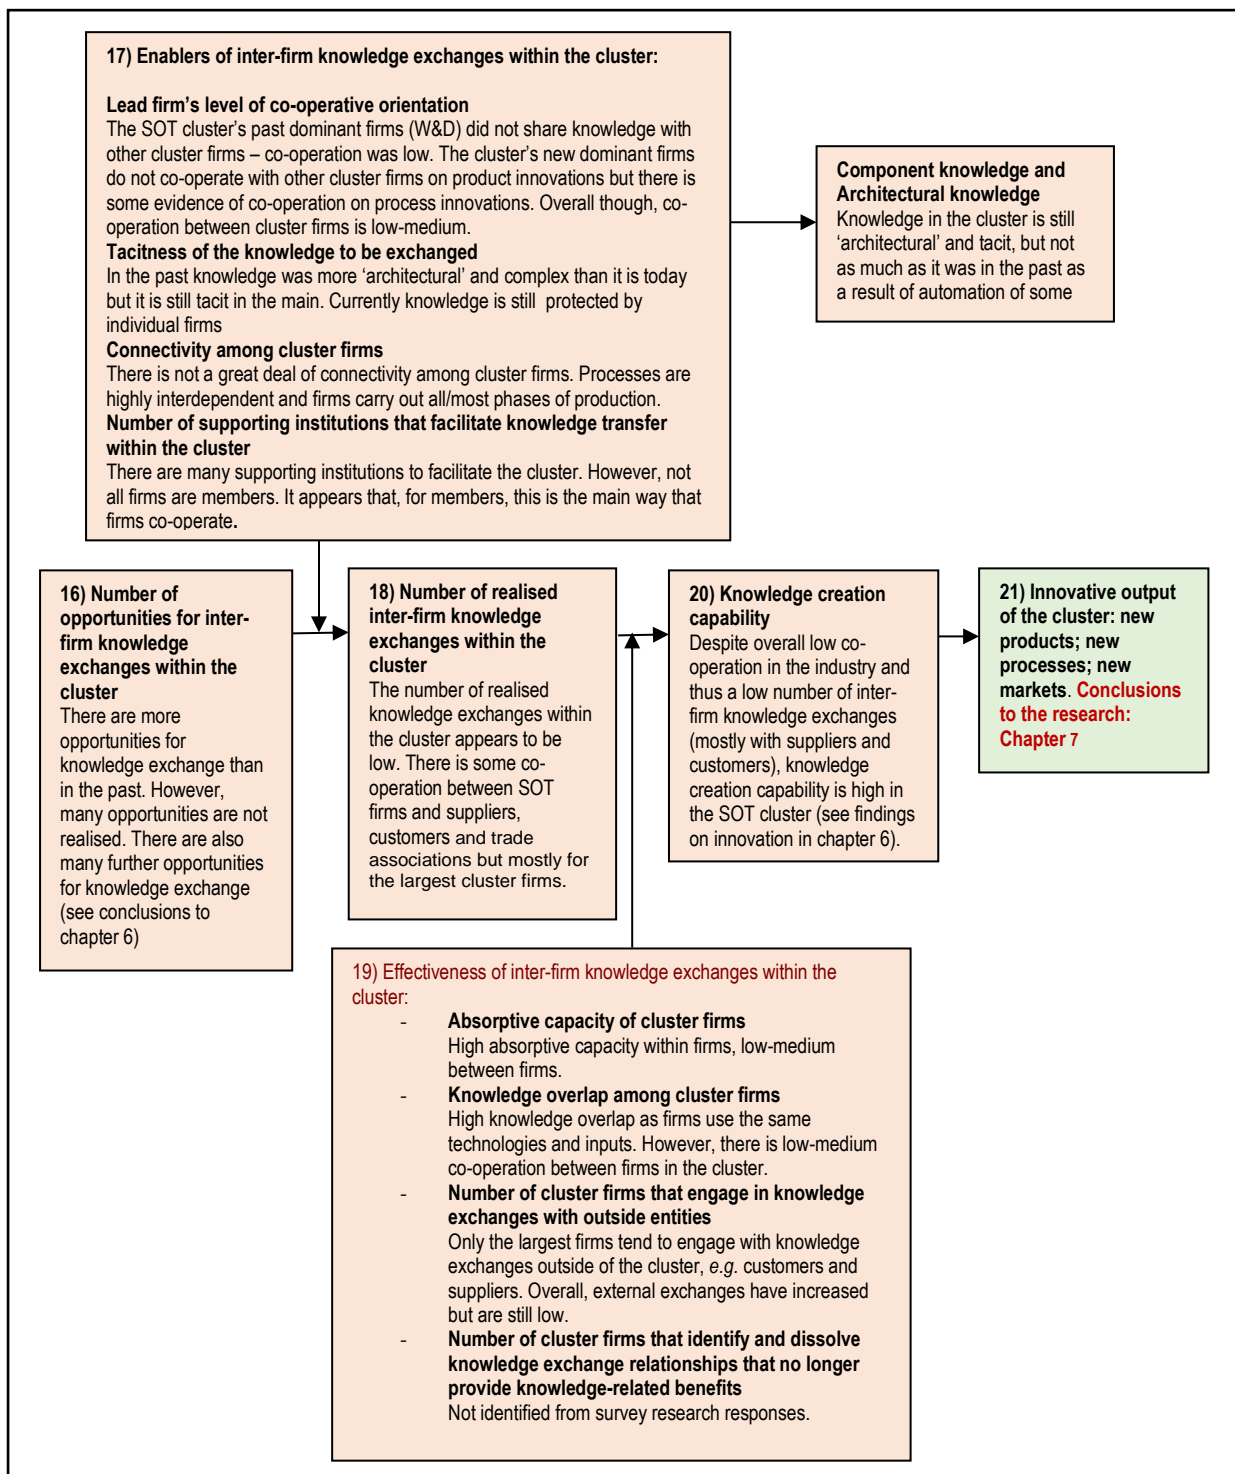 17) Enablers of inter-firm knowledge exchanges within the cluster:
Lead firm's level of co-operative orientation
The SOT cluster's past dominant firms (W&D) did not share knowledge with
other cluster firms – co-operation was low. The cluster's new dominant firms
do not co-operate with other cluster firms on product innovations but there is
some evidence of co-operation on process innovations. Overall though, co-
operation between cluster firms is low-medium.
Tacitness of the knowledge to be exchanged
In the past knowledge was more 'architectural' and complex than it is today
but it is still tacit in the main. Currently knowledge is still protected by
individual firms
Connectivity among cluster firms
There is not a great deal of connectivity among cluster firms. Processes are
highly interdependent and firms carry out all/most phases of production.
Number of supporting institutions that facilitate knowledge transfer
within the cluster
There are many supporting institutions to facilitate the cluster. However, not
all firms are members. It appears that, for members, this is the main way that
firms co-operate.
Component knowledge and
Architectural knowledge
Knowledge in the cluster is still
'architectural' and tacit, but not
as much as it was in the past as
a result of automation of some
16) Number of
opportunities for inter-
firm knowledge
exchanges within the
cluster
There are more
opportunities for
knowledge exchange than
in the past. However,
many opportunities are not
realised. There are also
many further opportunities
for knowledge exchange
(see conclusions to
chapter 6)
18) Number of realised
inter-firm knowledge
exchanges within the
cluster
The number of realised
knowledge exchanges within
the cluster appears to be
low. There is some co-
operation between SOT
firms and suppliers,
customers and trade
associations but mostly for
the largest cluster firms.
20) Knowledge creation
capability
Despite overall low co-
operation in the industry and
thus a low number of inter-
firm knowledge exchanges
(mostly with suppliers and
customers), knowledge
creation capability is high in
the SOT cluster (see findings
on innovation in chapter 6).
21) Innovative output
of the cluster: new
products; new
processes; new
markets. Conclusions
to the research:
Chapter 7
19) Effectiveness of inter-firm knowledge exchanges within the
cluster:
- Absorptive capacity of cluster firms
High absorptive capacity within firms, low-medium
between firms.
- Knowledge overlap among cluster firms
High knowledge overlap as firms use the same
technologies and inputs. However, there is low-medium
co-operation between firms in the cluster.
- Number of cluster firms that engage in knowledge
exchanges with outside entities
Only the largest firms tend to engage with knowledge
exchanges outside of the cluster, e.g. customers and
suppliers. Overall, external exchanges have increased
but are still low.
- Number of cluster firms that identify and dissolve
knowledge exchange relationships that no longer
provide knowledge-related benefits
Not identified from survey research responses.